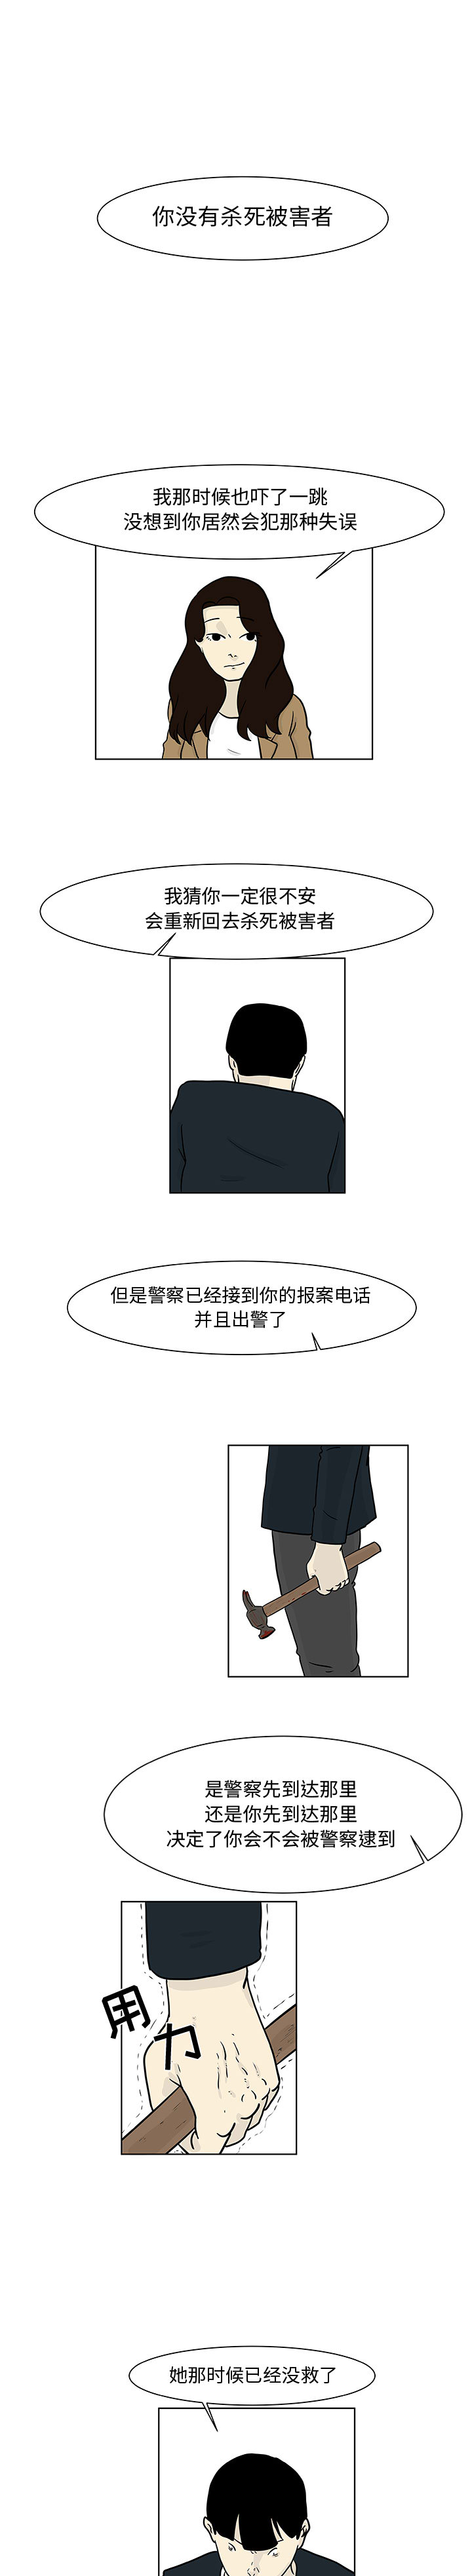 你没有杀死被害者
我那时候也吓了一跳
没想到你居然会犯那种失误
我猜你一定很不安
会重新回去杀死被害者
但是警察已经接到你的报案电话
并且出警了
是警察先到达那里
还是你先到达那里
决定了你会不会被警察逮到
用力
她那时候已经没救了